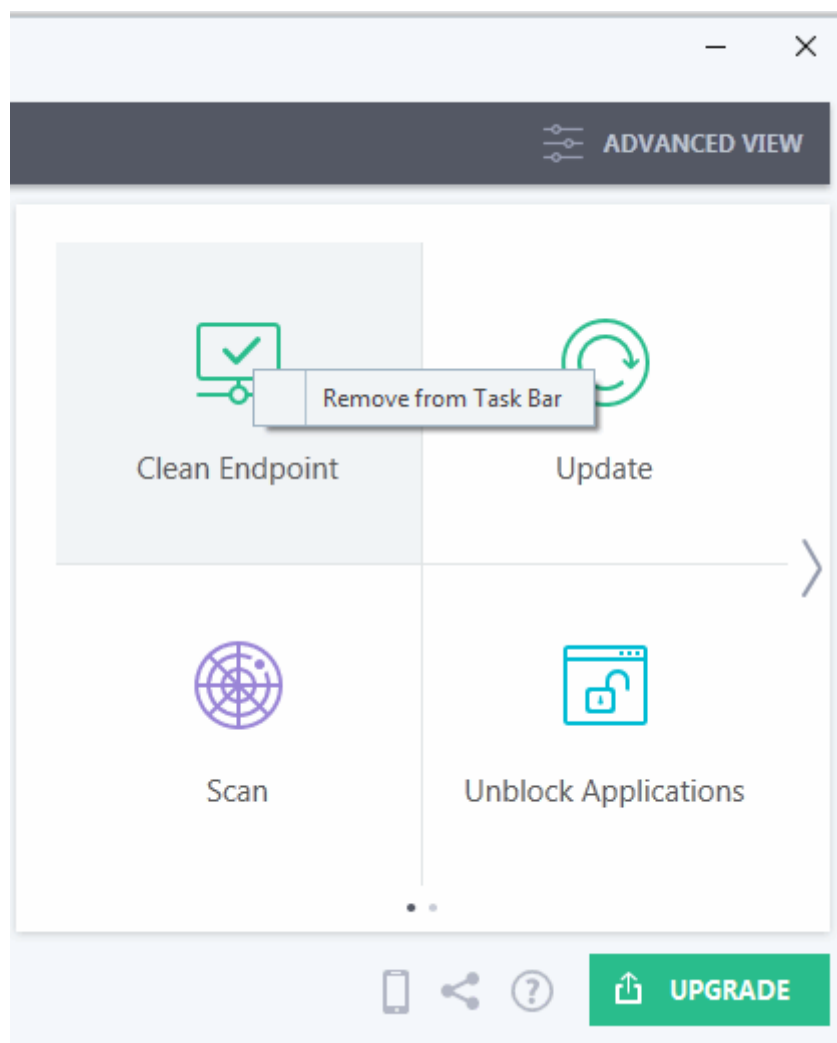 ADVANCED VIEW
Remove from Task Bar
Clean Endpoint
Update
Scan
Unblock Applications
?
UPGRADE